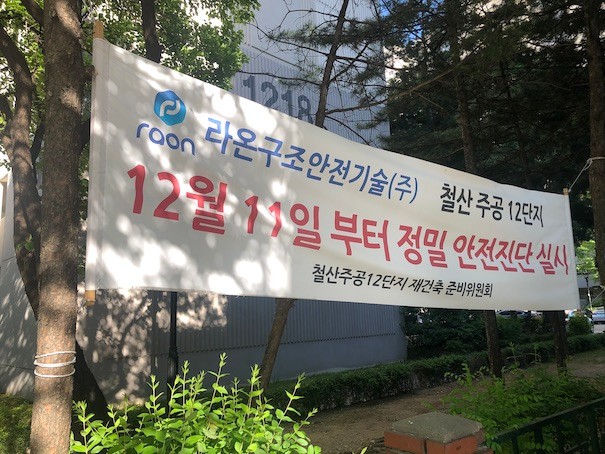 1218
raon 라온구조안전기술(주) 철산 주공 12단지
12월 11일 부터 정밀 안전진단 실시
철산주공12단지 재건축 준비위원회